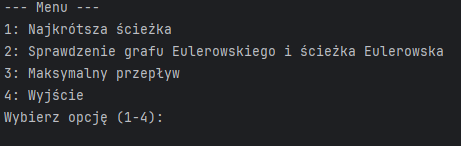 --- Menu ---
1: Najkrótsza ścieżka
2: Sprawdzenie grafu Eulerowskiego i ścieżka Eulerowska
3: Maksymalny przepływ
4: Wyjście
Wybierz opcję (1-4):